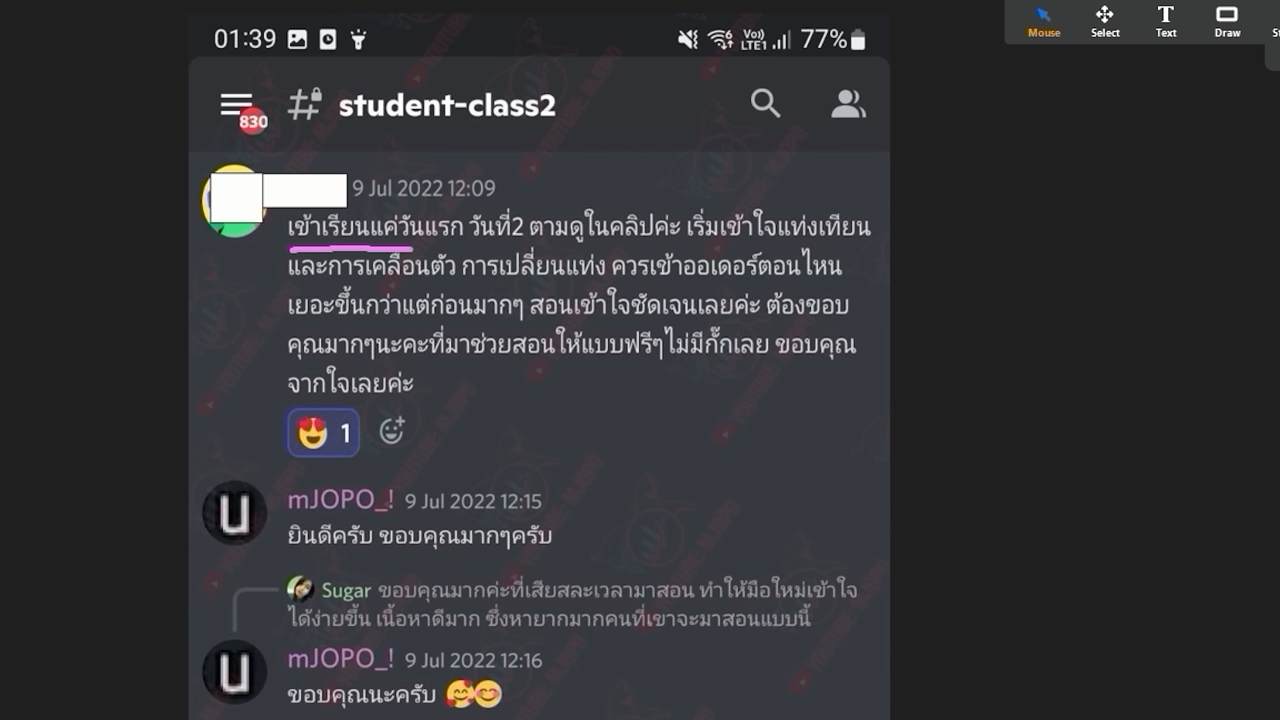 01:39
Vo)) LTE1 77%
Mouse Select Text Draw
830
student-class2
9 Jul 2022 12:09
เข้าเรียนแค่วันแรก วันที่2 ตามดูในคลิปค่ะ เริ่มเข้าใจแท่งเทียน
และการเคลื่อนตัว การเปลี่ยนแท่ง ควรเข้าออเดอร์ตอนไหน
เยอะขึ้นกว่าแต่ก่อนมากๆ สอนเข้าใจชัดเจนเลยค่ะ ต้องขอบ
คุณมากๆนะคะที่มาช่วยสอนให้แบบฟรีๆไม่มีกั๊กเลย ขอบคุณ
จากใจเลยค่ะ
1
mJOPO_! 9 Jul 2022 12:15
ยินดีครับ ขอบคุณมากๆครับ
Sugar ขอบคุณมากค่ะที่เสียสละเวลามาสอน ทำให้มือใหม่เข้าใจ
ได้ง่ายขึ้น เนื้อหาดีมาก ซึ่งหายากมากคนที่เขาจะมาสอนแบบนี้
mJOPO_! 9 Jul 2022 12:16
ขอบคุณนะครับ 🥰😊